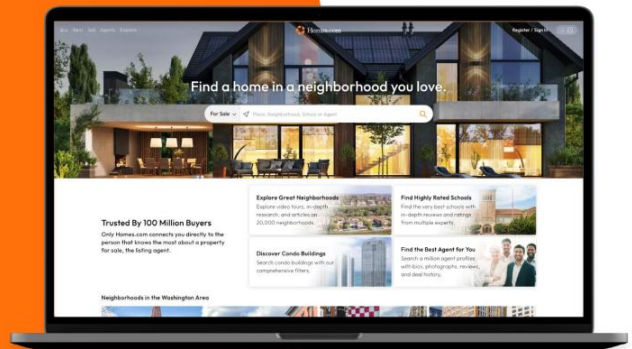 Buy Rent Sell Agents Explore
Homes.com
Register / Sign In
Find a home in a neighborhood you love.
For Sale
Place, Neighborhood, School or Agent
Trusted By 100 Million Buyers
Only Homes.com connects you directly to the
person that knows the most about a property
for sale, the listing agent.
Explore Great Neighborhoods
Explore video tours, in-depth
research, and articles on
20,000 neighborhoods.
Find Highly Rated Schools
Find the very best schools with
in-depth reviews and ratings
from multiple experts.
Discover Condo Buildings
Search condo buildings with our
comprehensive filters.
Find the Best Agent for You
Search a million agent profiles
with bios, photographs, reviews,
and deal history.
Neighborhoods in the Washington Area